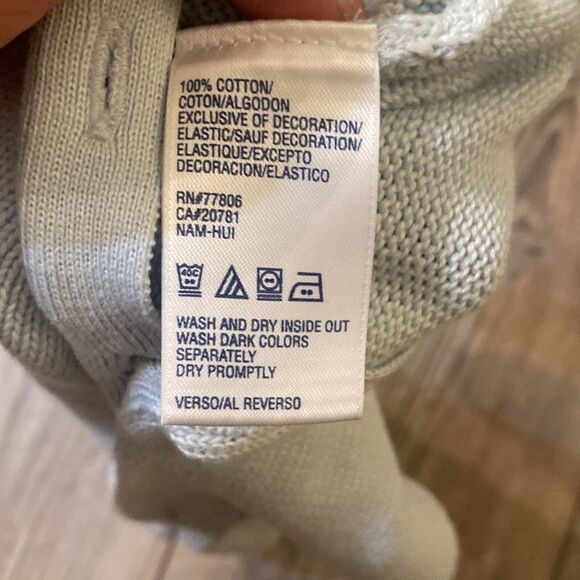 100% COTTON/
COTON/ALGODON
EXCLUSIVE OF DECORATION/
ELASTIC/SAUF DECORATION/
ELASTIQUE/EXCEPTO
DECORACION/ELASTICO
RN#77806
CA#20781
NAM-HUI
40C
WASH AND DRY INSIDE OUT
WASH DARK COLORS
SEPARATELY
DRY PROMPTLY
VERSO/AL REVERSO